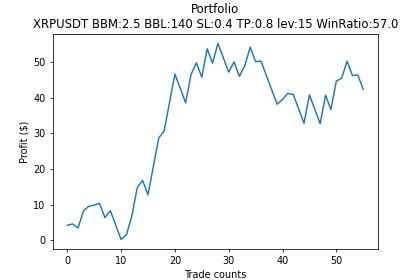 Portfolio
XRPUSDT BBM:2.5 BBL:140 SL:0.4 TP:0.8 lev:15 WinRatio:57.0
Profit ($)
50
40
30
20
10
0
0 10 20 30 40 50
Trade counts